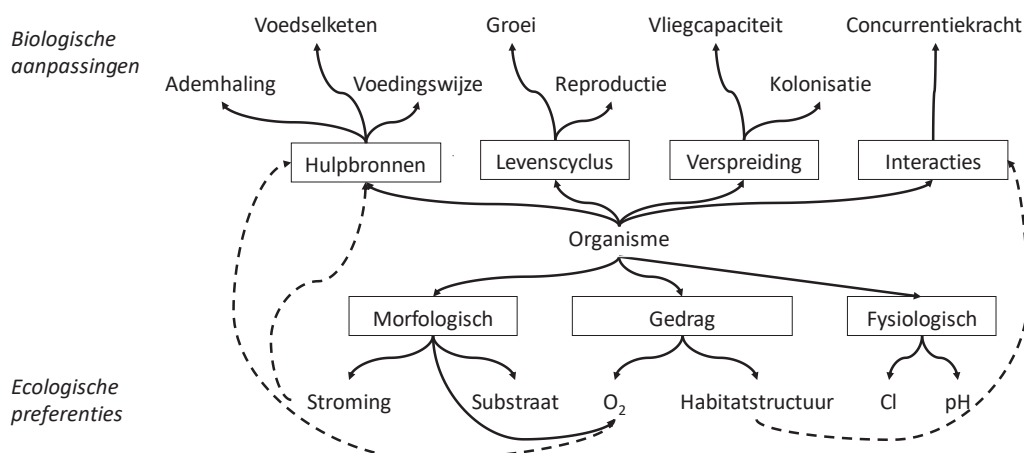 Biologische
aanpassingen
Voedselketen
Groei
Vliegcapaciteit
Concurrentiekracht
Ademhaling
Voedingswijze
Reproductie
Kolonisatie
Hulpbronnen
Levenscyclus
Verspreiding
Interacties
Organisme
Morfologisch
Gedrag
Fysiologisch
Ecologische
preferenties
Stroming
Substraat
O₂
Habitatstructuur
Cl
pH